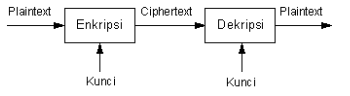 Plaintext Ciphertext Plaintext
Enkripsi Dekripsi
Kunci Kunci